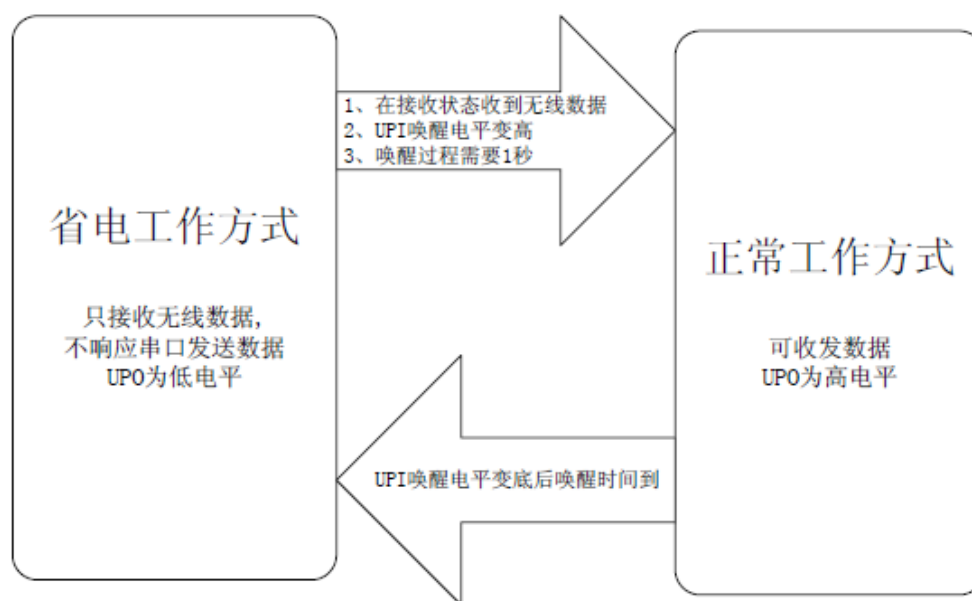 省电工作方式
只接收无线数据,
不响应串口发送数据
UPO为低电平
1、在接收状态收到无线数据
2、UPI唤醒电平变高
3、唤醒过程需要1秒
正常工作方式
可收发数据
UPO为高电平
UPI唤醒电平变底后唤醒时间到